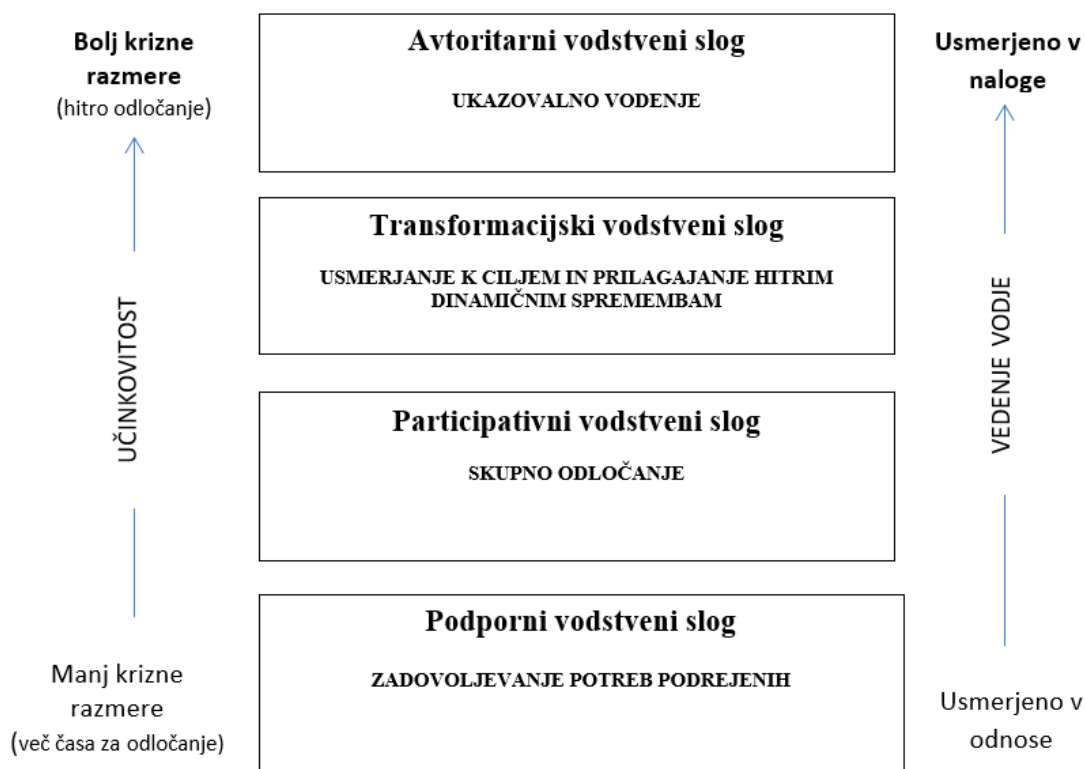 Bolj krizne
razmere
(hitro odločanje)
Avtoritarni vodstveni slog
UKAZOVALNO VODENJE
Usmerjeno v
naloge
Transformacijski vodstveni slog
USMERJANJE K CILJEM IN PRILAGAJANJE HITRIM
DINAMIČNIM SPREMEMBAM
UČINKOVITOST
VEDENJE VODJE
Participativni vodstveni slog
SKUPNO ODLOČANJE
Podporni vodstveni slog
ZADOVOLJEVANJE POTREB PODREJENIH
Manj krizne
razmere
(več časa za odločanje)
Usmerjeno v
odnose